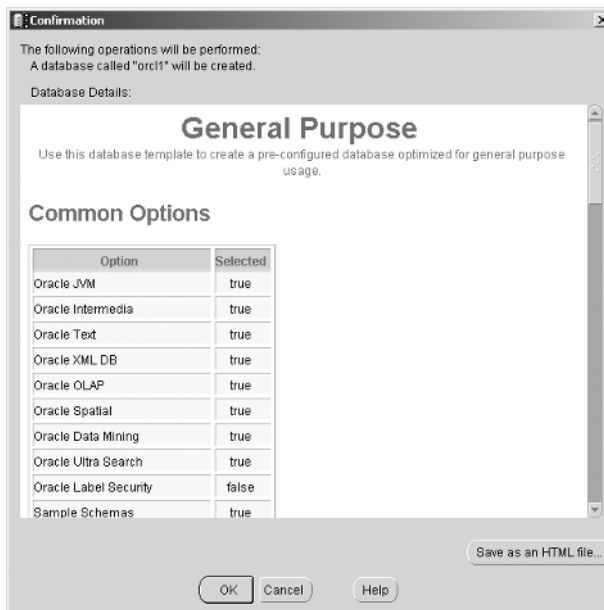 Confirmation
The following operations will be performed:
A database called "orcl1" will be created.
Database Details:
General Purpose
Use this database template to create a pre-configured database optimized for general purpose
usage.
Common Options
Option Selected
Oracle JVM true
Oracle Intermedia true
Oracle Text true
Oracle XML DB true
Oracle OLAP true
Oracle Spatial true
Oracle Data Mining true
Oracle Ultra Search true
Oracle Label Security false
Sample Schemas true
Save as an HTML file...
OK Cancel Help